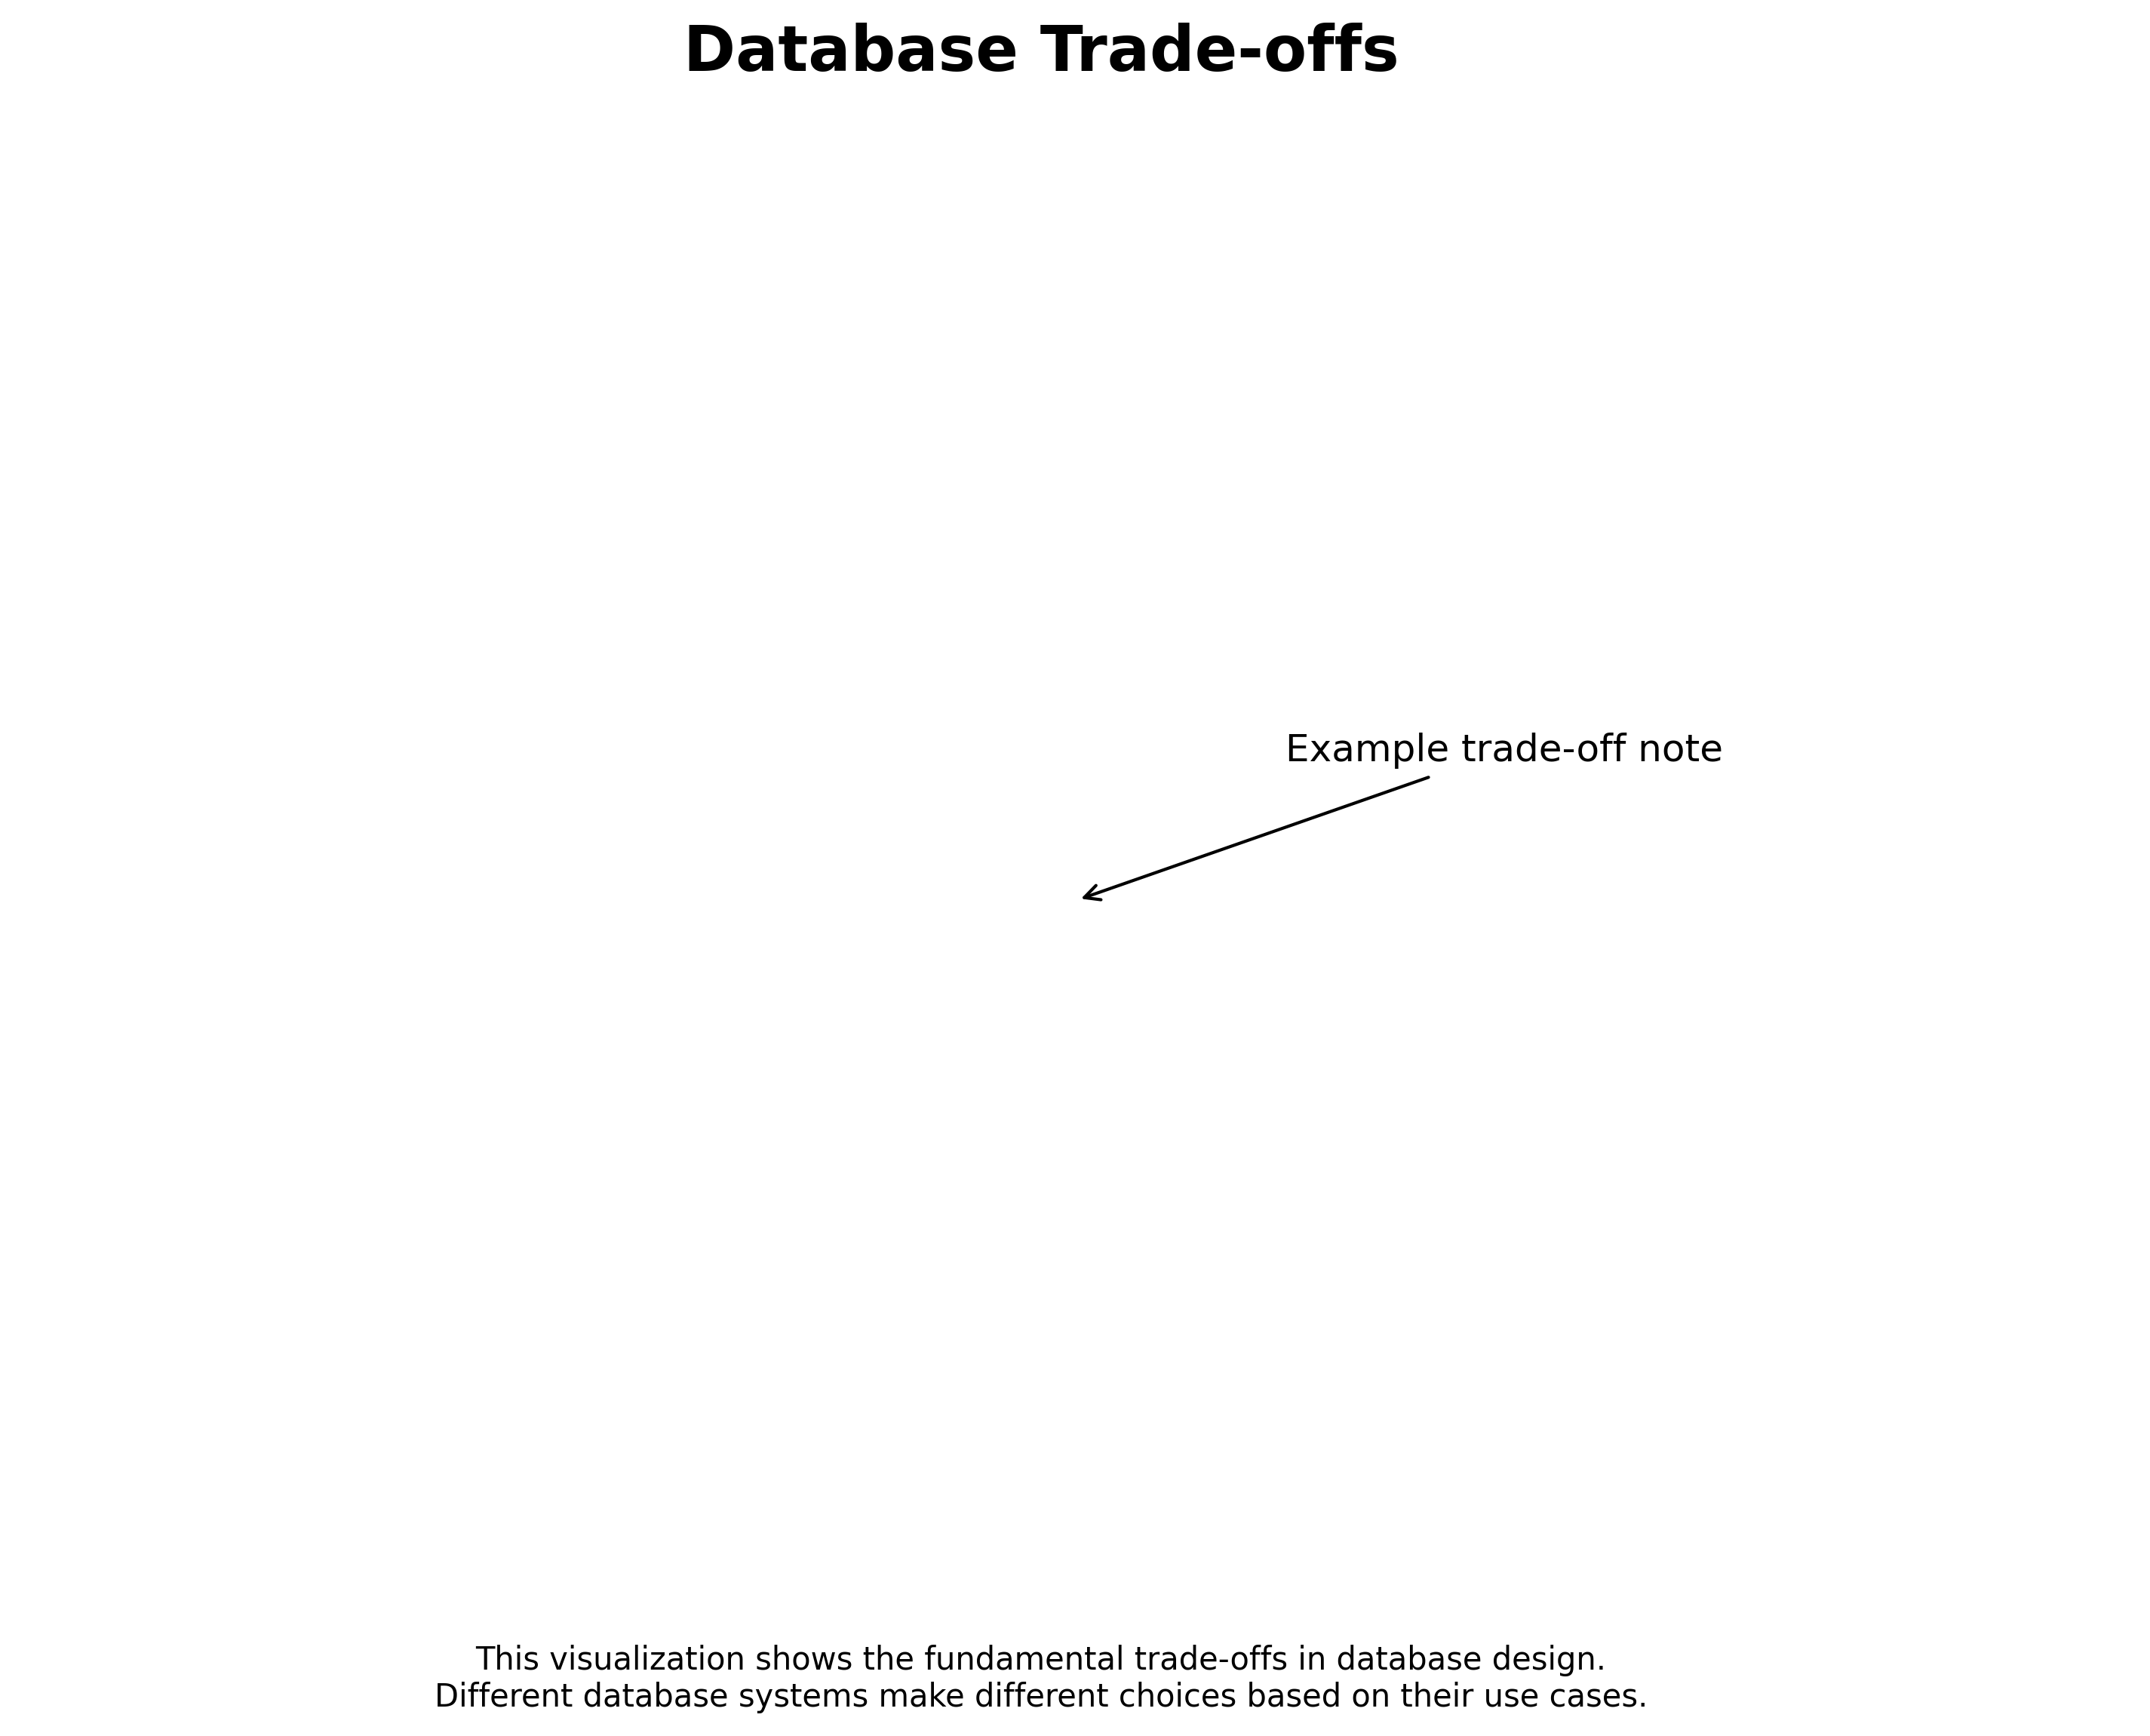 Database Trade-offs
Example trade-off note
This visualization shows the fundamental trade-offs in database design.
Different database systems make different choices based on their use cases.